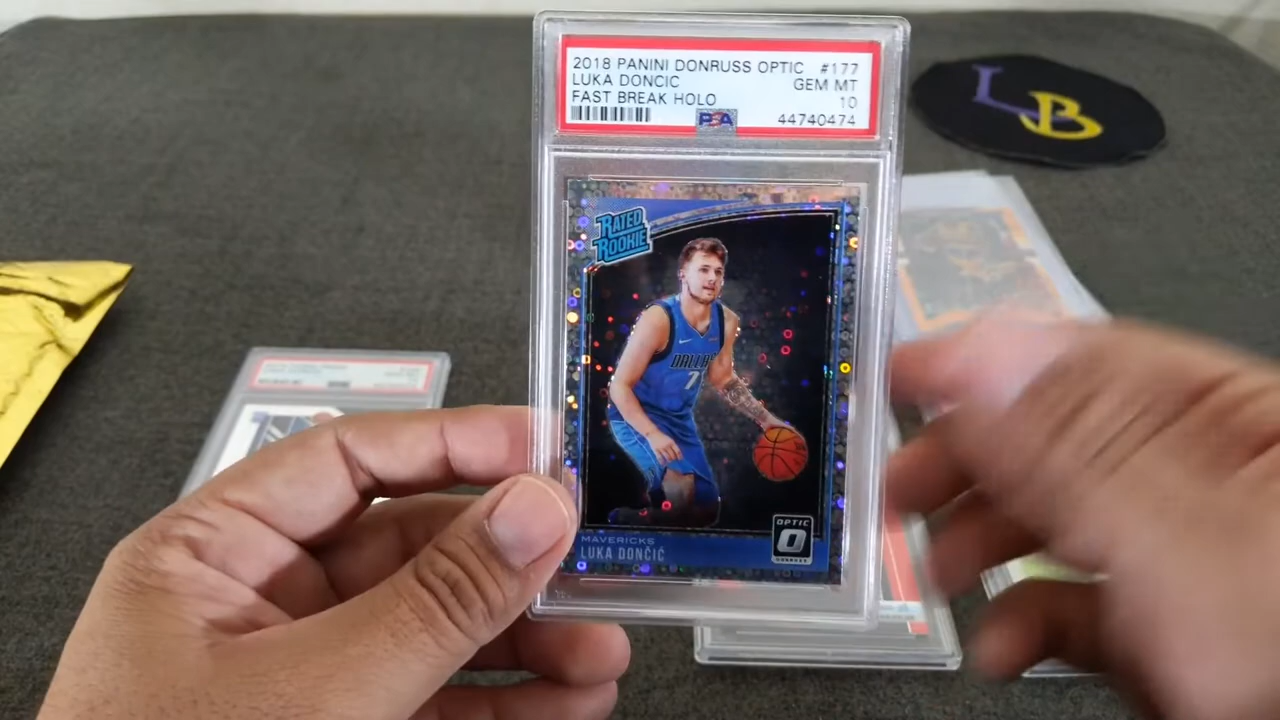 2018 PANINI DONRUSS OPTIC #177
LUKA DONCIC GEM MT
FAST BREAK HOLO 10
PSA 44740474
RATED
ROOKIE
DALLAS
7
OPTIC
MAVERICKS
LUKA DONČIĆ
LB